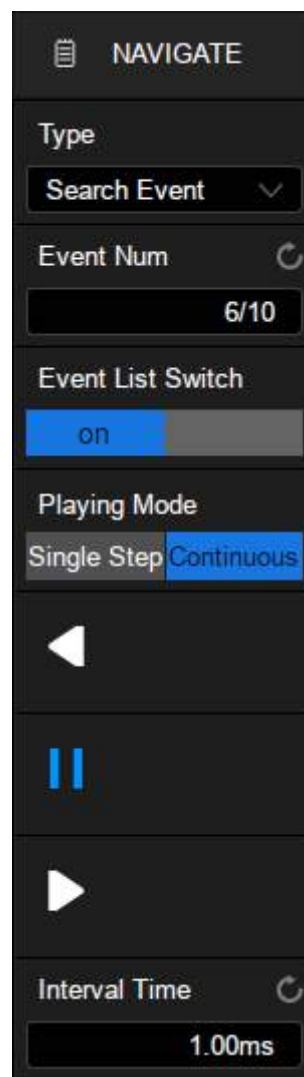 NAVIGATE
Type
Search Event
Event Num
6/10
Event List Switch
on
Playing Mode
Single Step Continuous
Interval Time
1.00ms